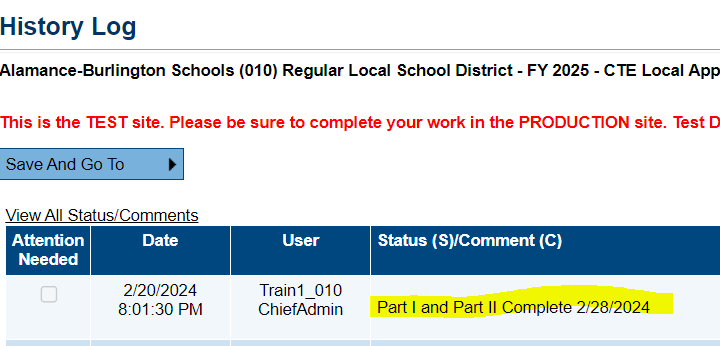 History Log
Alamance-Burlington Schools (010) Regular Local School District - FY 2025 - CTE Local App
This is the TEST site. Please be sure to complete your work in the PRODUCTION site. Test D
Save And Go To
View All Status/Comments
Attention Needed
Date
User
Status (S)/Comment (C)
2/20/2024
8:01:30 PM
Train1_010
ChiefAdmin
Part I and Part II Complete 2/28/2024